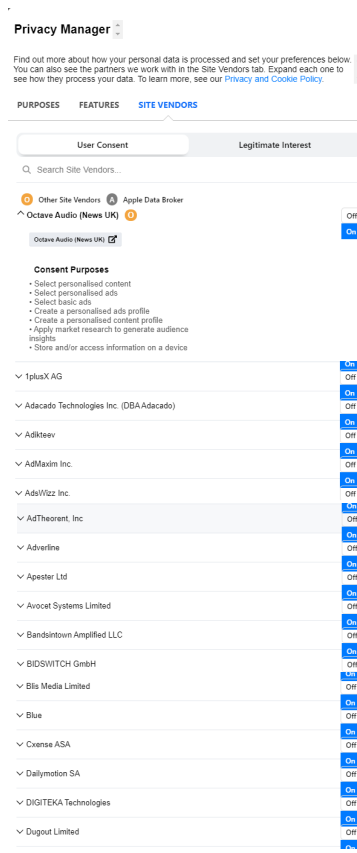 Privacy Manager
Find out more about how your personal data is processed and set your preferences below.
You can also see the partners we work with in the Site Vendors tab. Expand each one to
see how they process your data. To learn more, see our Privacy and Cookie Policy.
PURPOSES FEATURES SITE VENDORS
User Consent Legitimate Interest
Search Site Vendors...
O Other Site Vendors A Apple Data Broker
Octave Audio (News UK) O Off
On
Octave Audio (News UK)
Consent Purposes
• Select personalised content
• Select personalised ads
• Select basic ads
• Create a personalised ads profile
• Create a personalised content profile
• Apply market research to generate audience
insights
• Store and/or access information on a device
On
1plusX AG Off
On
Adacado Technologies Inc. (DBA Adacado) Off
On
Adikteev Off
On
AdMaxim Inc. Off
On
AdsWizz Inc. Off
On
AdTheorent, Inc Off
On
Adverline Off
On
Apester Ltd Off
On
Avocet Systems Limited Off
On
Bandsintown Amplified LLC Off
On
BIDSWITCH GmbH Off
On
Blis Media Limited Off
On
Blue Off
On
Cxense ASA Off
On
Dailymotion SA Off
On
DIGITEKA Technologies Off
On
Dugout Limited Off
On